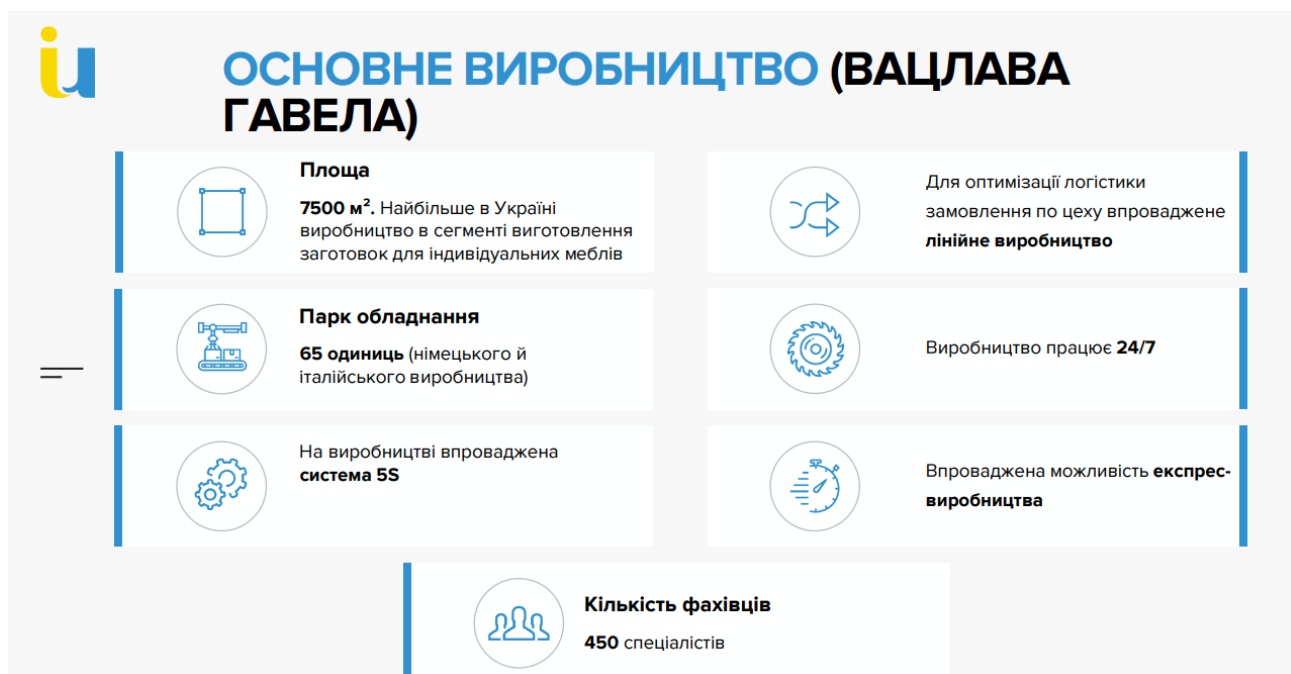 iu
ОСНОВНЕ ВИРОБНИЦТВО (ВАЦЛАВА
ГАВЕЛА)
Площа
7500 м². Найбільше в Україні
виробництво в сегменті виготовлення
заготовок для індивідуальних меблів
Для оптимізації логістики
замовлення по цеху впроваджене
лінійне виробництво
Парк обладнання
65 одиниць (німецького й
італійського виробництва)
Виробництво працює 24/7
На виробництві впроваджена
система 5S
Впроваджена можливість експрес-
виробництва
Кількість фахівців
450 спеціалістів